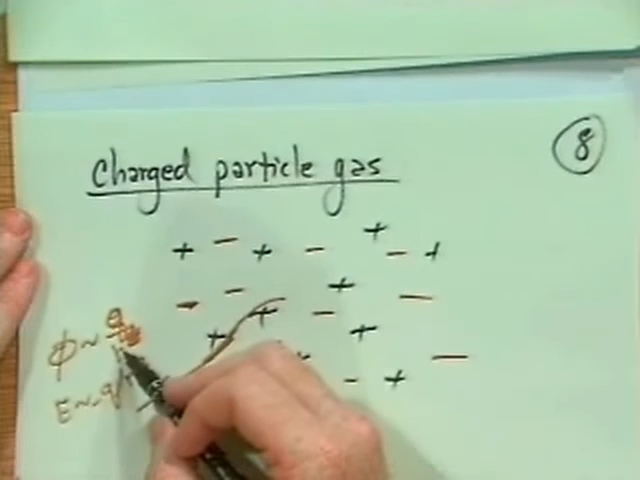 Charged particle gas
8
+ − + − + − +
− − + −
+ + − +
− + −
ϕ ~ q
E ~ q/